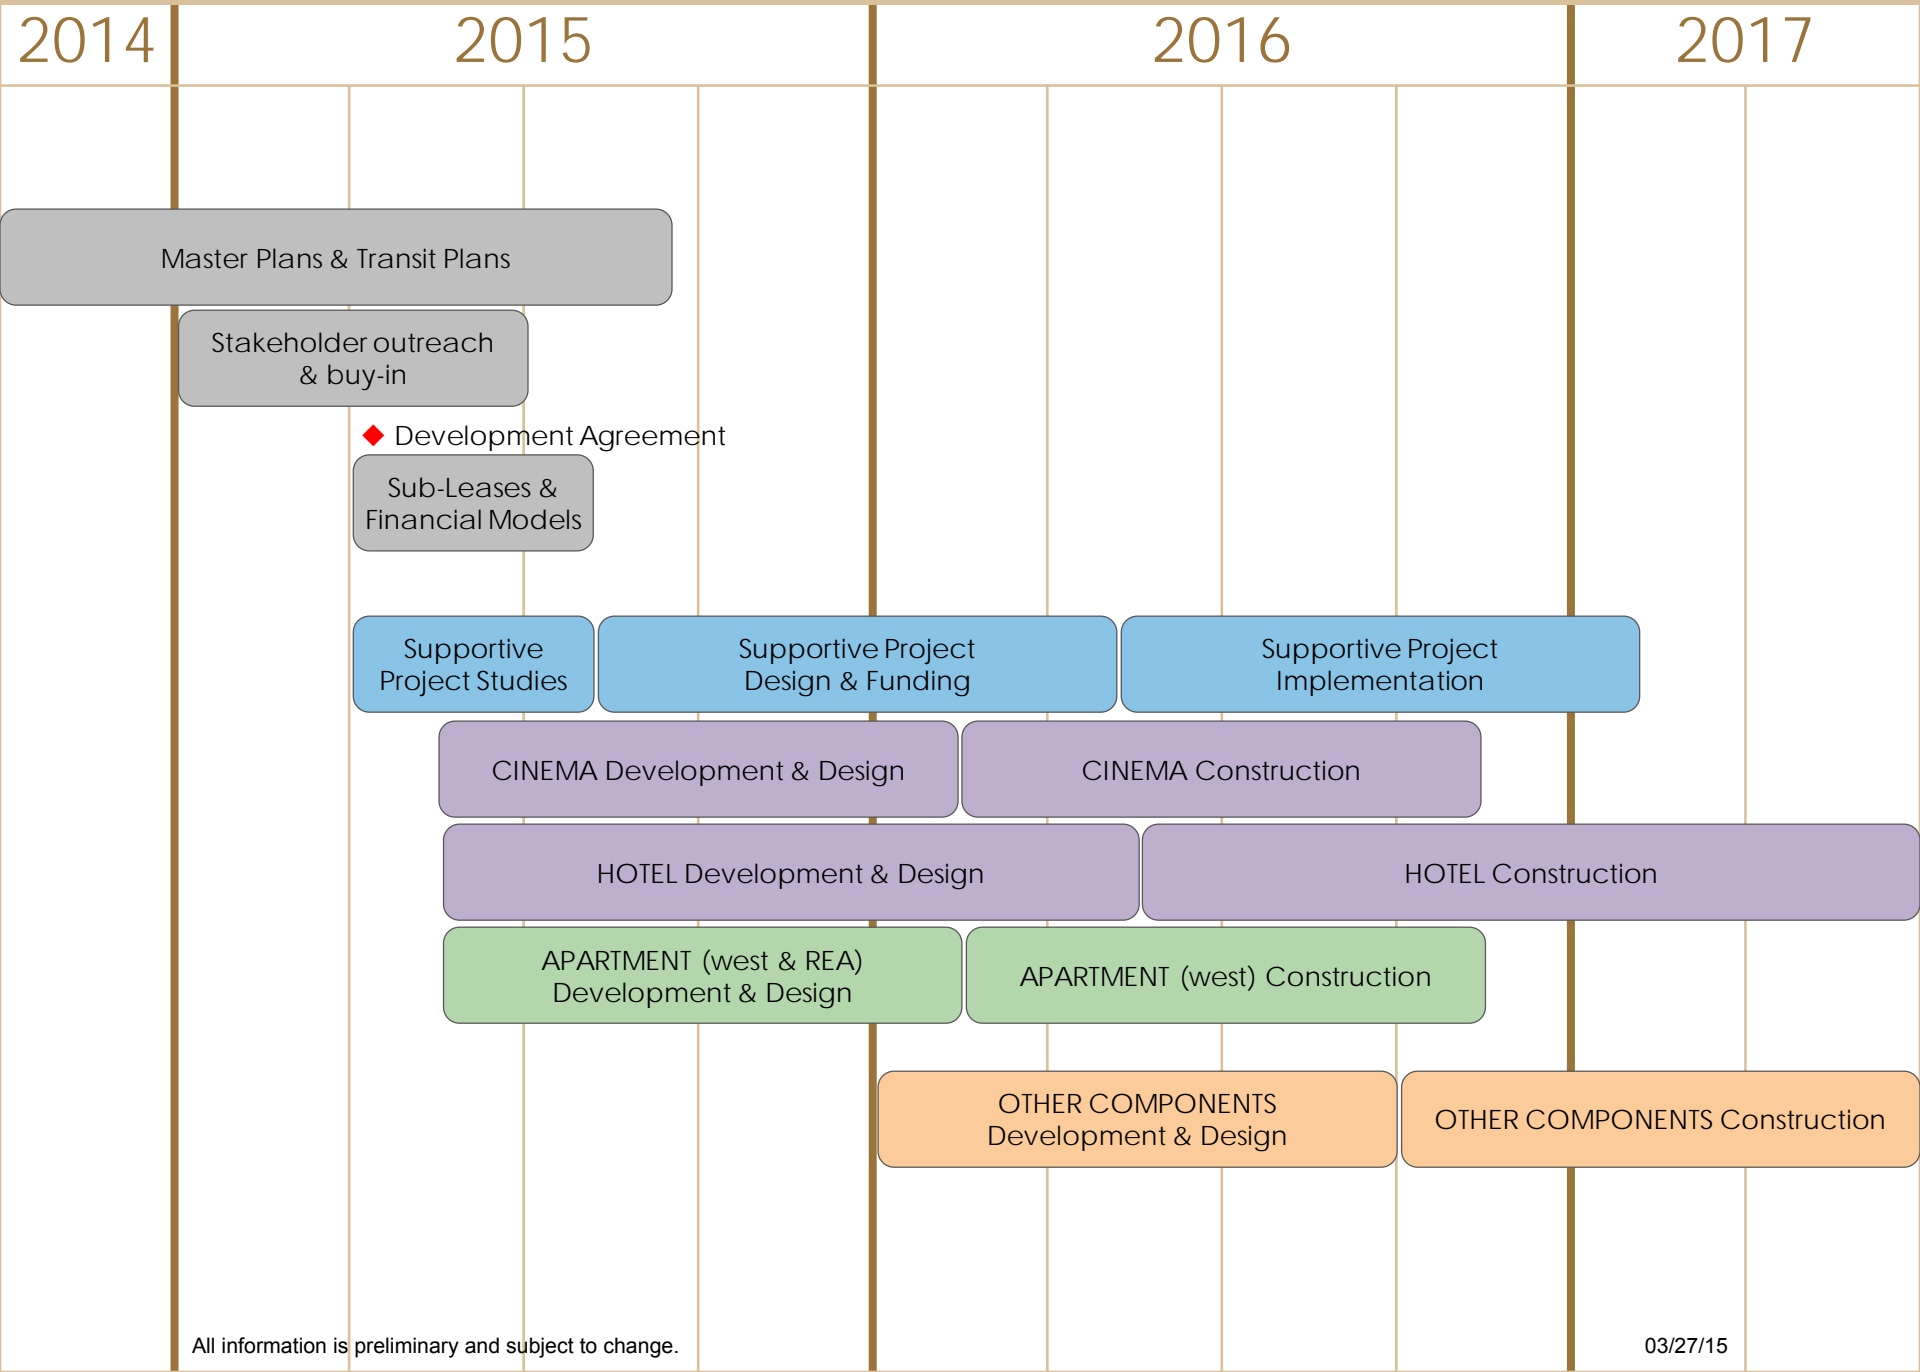 2014
2015
2016
2017
Master Plans & Transit Plans
Stakeholder outreach
& buy-in
Development Agreement
Sub-Leases &
Financial Models
Supportive
Project Studies
Supportive Project
Design & Funding
Supportive Project
Implementation
CINEMA Development & Design
CINEMA Construction
HOTEL Development & Design
HOTEL Construction
APARTMENT (west & REA)
Development & Design
APARTMENT (west) Construction
OTHER COMPONENTS
Development & Design
OTHER COMPONENTS Construction
All information is preliminary and subject to change.
03/27/15